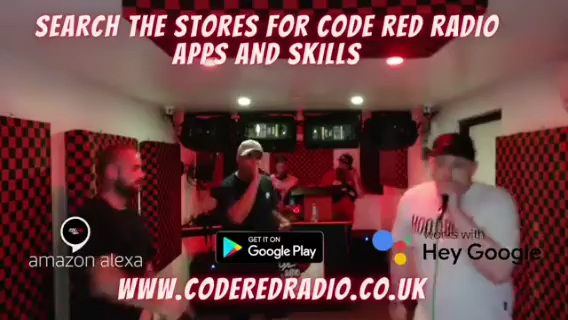 SEARCH THE STORES FOR CODE RED RADIO
APPS AND SKILLS
amazon alexa
GET IT ON
Google Play
works with
Hey Google
WWW.CODEREDRADIO.CO.UK